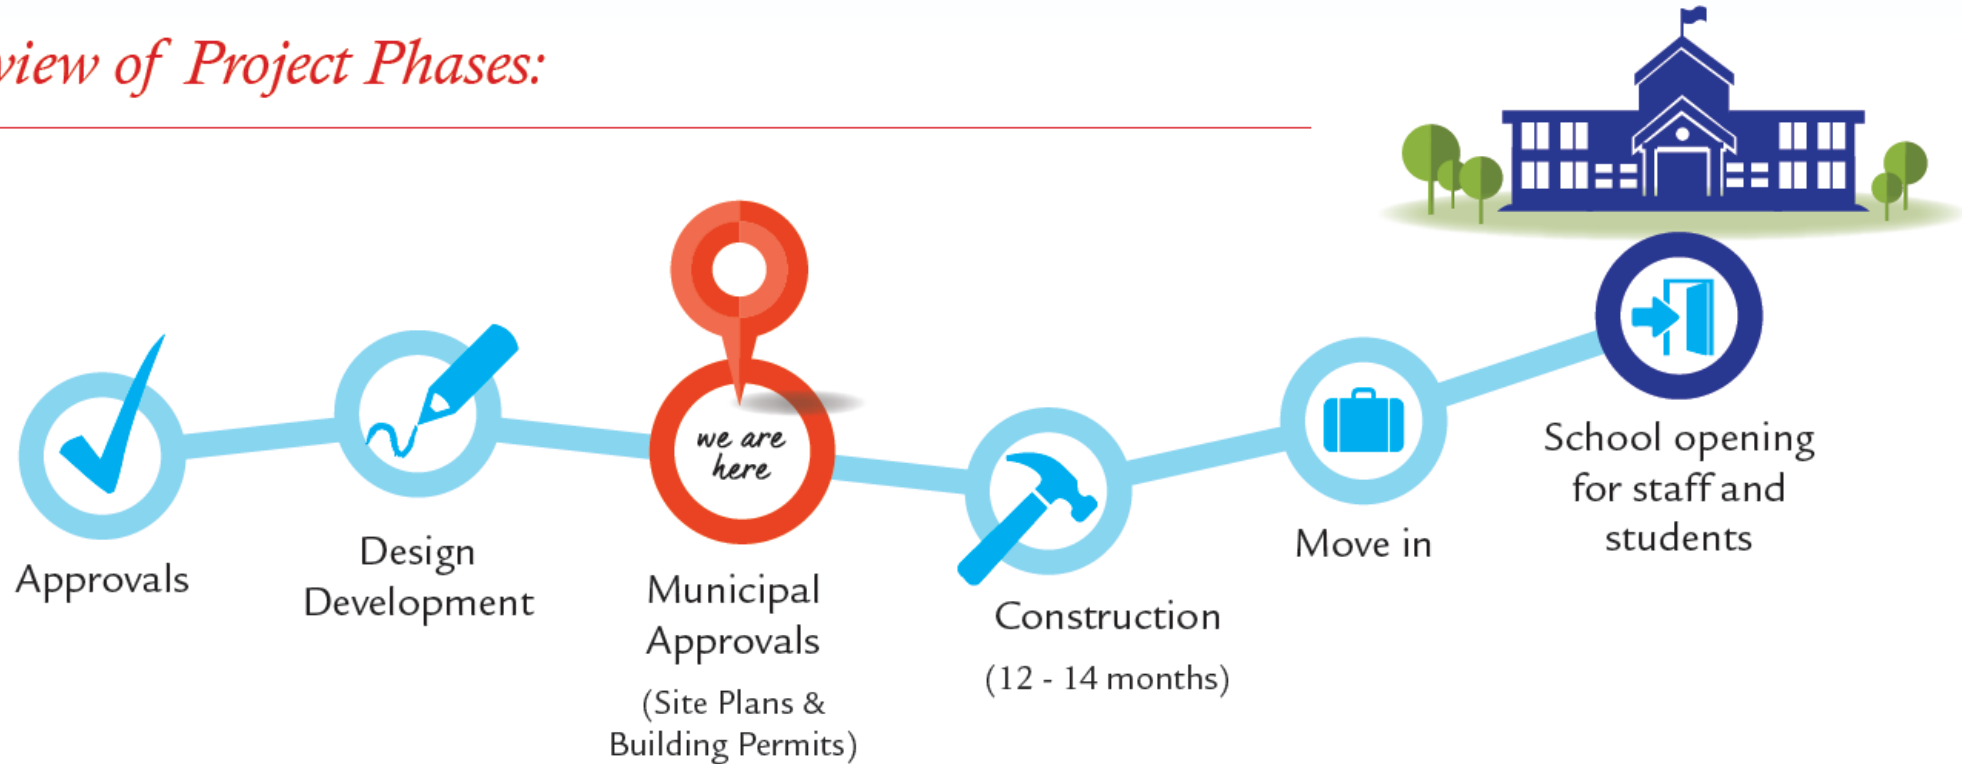 view of Project Phases:
we are
here
Approvals
Design
Development
Municipal
Approvals
(Site Plans &
Building Permits)
Construction
(12 - 14 months)
Move in
School opening
for staff and
students